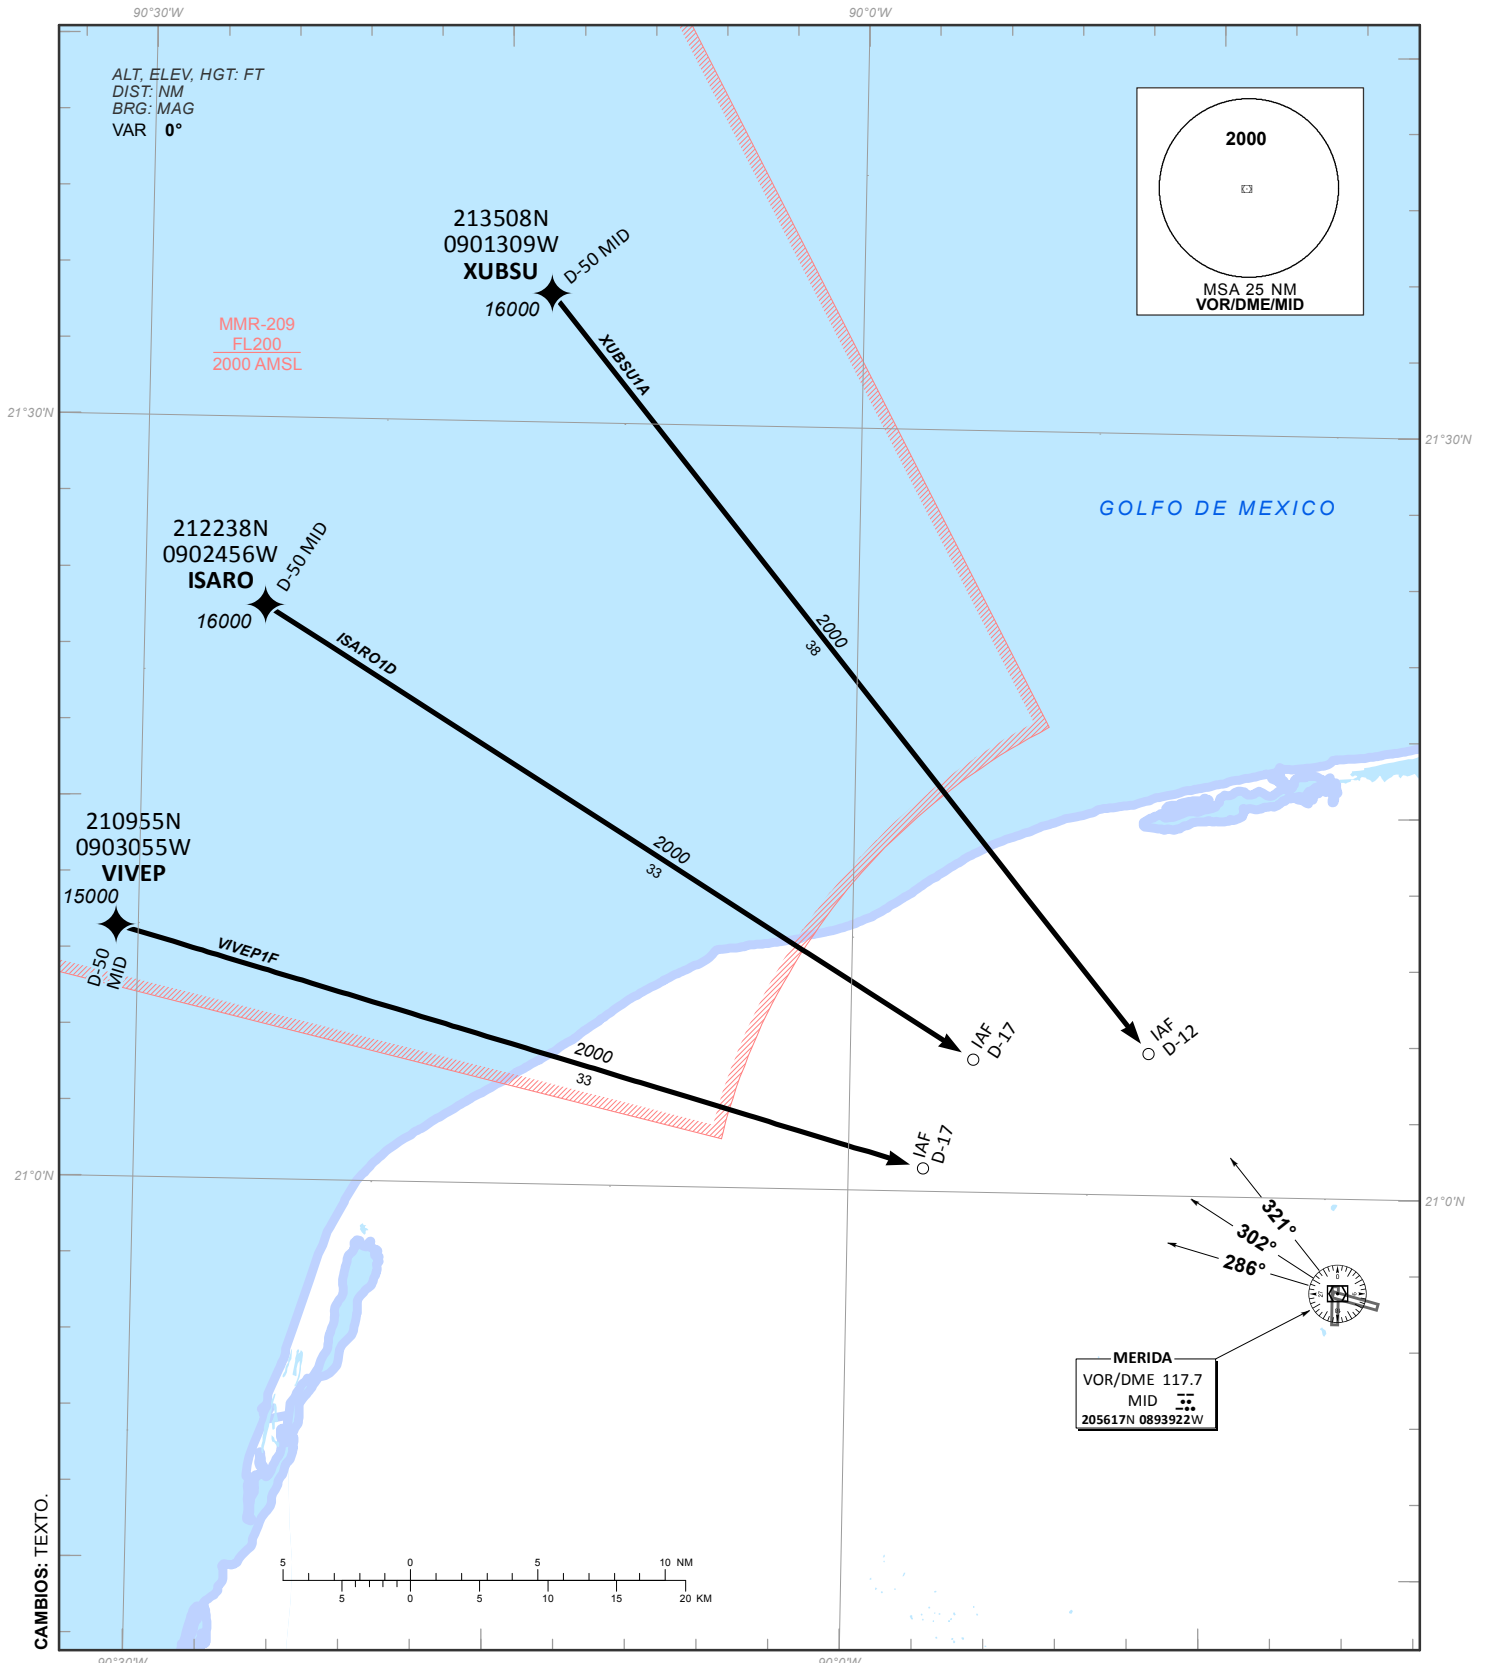 90°30'W
90°0'W
ALT, ELEV, HGT: FT
DIST: NM
BRG: MAG
VAR 0°
2000
MSA 25 NM
VOR/DME/MID
213508N
0901309W
XUBSU
16000
D-50 MID
XUBSU1A
MMR-209
FL200
2000 AMSL
21°30'N
21°30'N
GOLFO DE MEXICO
212238N
0902456W
ISARO
16000
D-50 MID
ISARO1D
2000
38
210955N
0903055W
VIVEP
15000
D-50
MID
VIVEP1F
2000
33
2000
33
IAF
D-17
IAF
D-12
IAF
D-17
21°0'N
21°0'N
321°
302°
286°
0
MERIDA
VOR/DME 117.7
MID
205617N 0893922W
CAMBIOS: TEXTO.
5 0 5 10 NM
5 0 5 10 15 20 KM
90°30'W
90°0'W